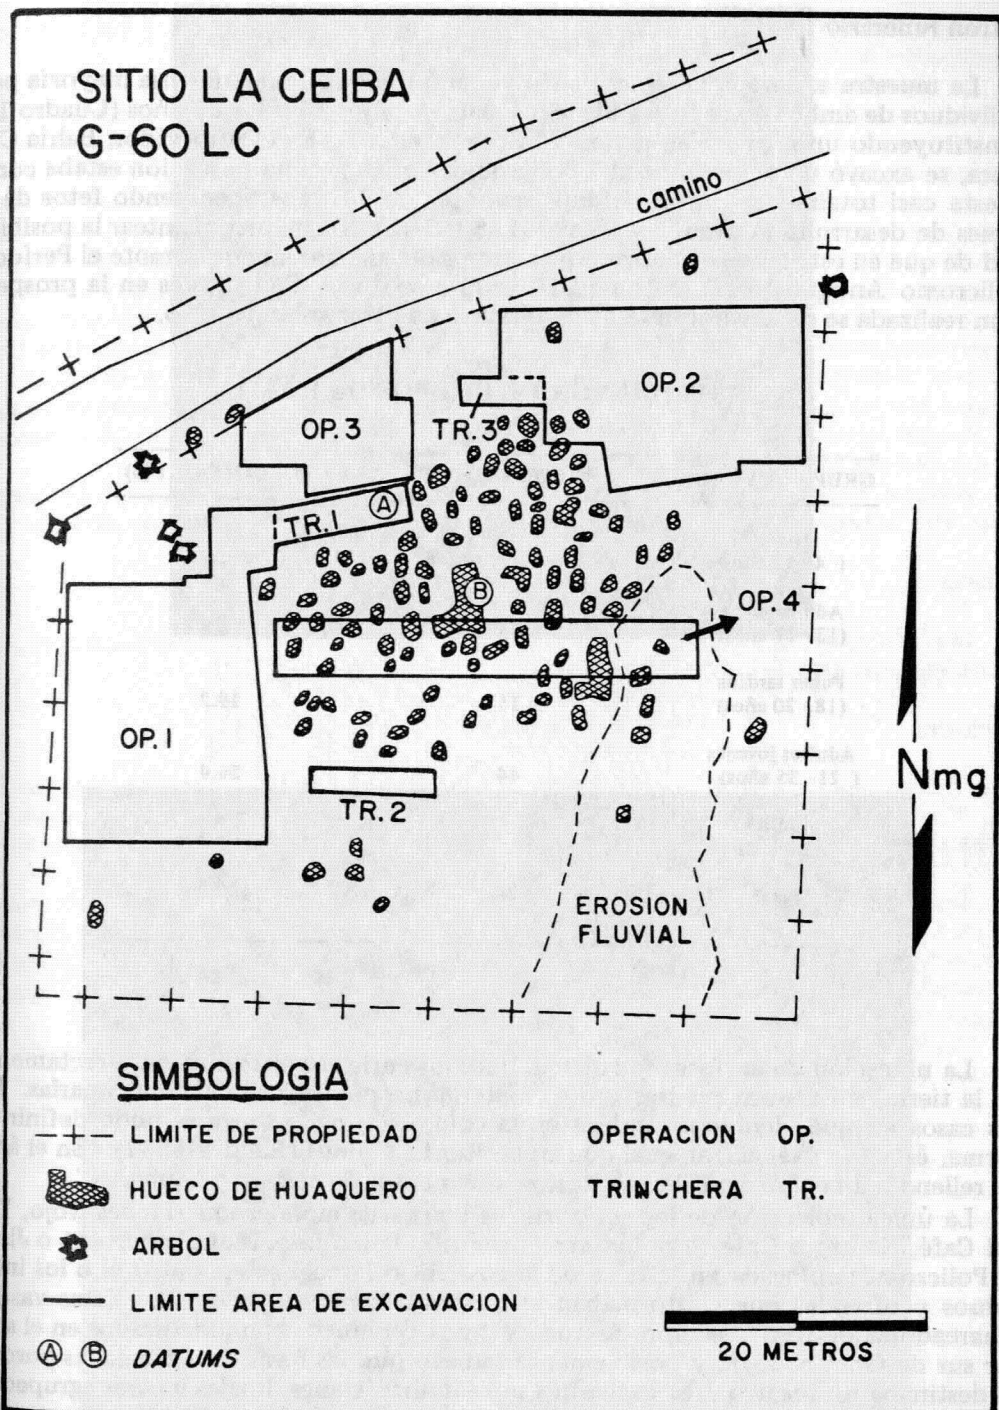 SITIO LA CEIBA
G-60 LC
camino
OP.2
OP.3
TR.3
A
TR.1
B
OP.4
OP.1
Nmg
TR.2
EROSION
FLUVIAL
SIMBOLOGIA
LIMITE DE PROPIEDAD
OPERACION OP.
HUECO DE HUAQUERO
TRINCHERA TR.
ARBOL
LIMITE AREA DE EXCAVACION
A B DATUMS
20 METROS